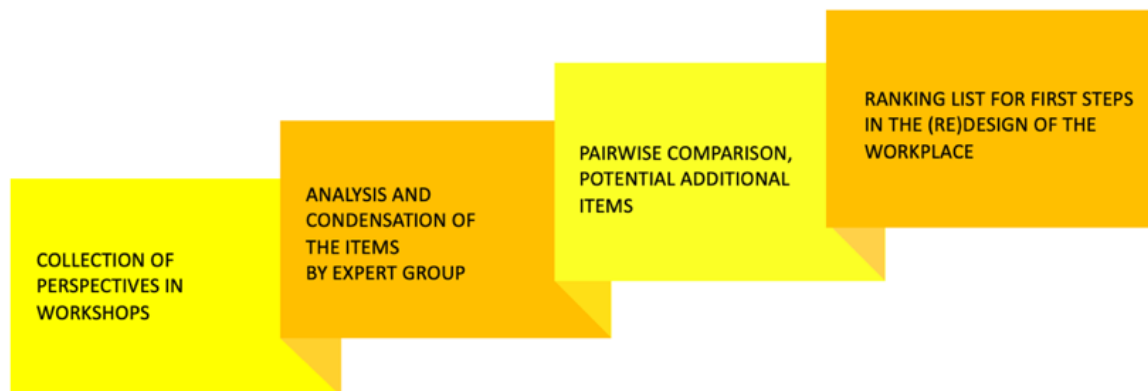 COLLECTION OF
PERSPECTIVES IN
WORKSHOPS
ANALYSIS AND
CONDENSATION OF
THE ITEMS
BY EXPERT GROUP
PAIRWISE COMPARISON,
POTENTIAL ADDITIONAL
ITEMS
RANKING LIST FOR FIRST STEPS
IN THE (RE)DESIGN OF THE
WORKPLACE